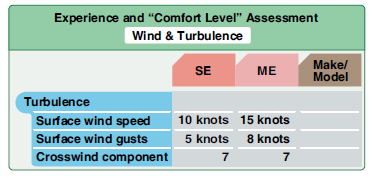 Experience and “Comfort Level” Assessment
Wind & Turbulence
SE ME Make/
Model
Turbulence
Surface wind speed 10 knots 15 knots
Surface wind gusts 5 knots 8 knots
Crosswind component 7 7